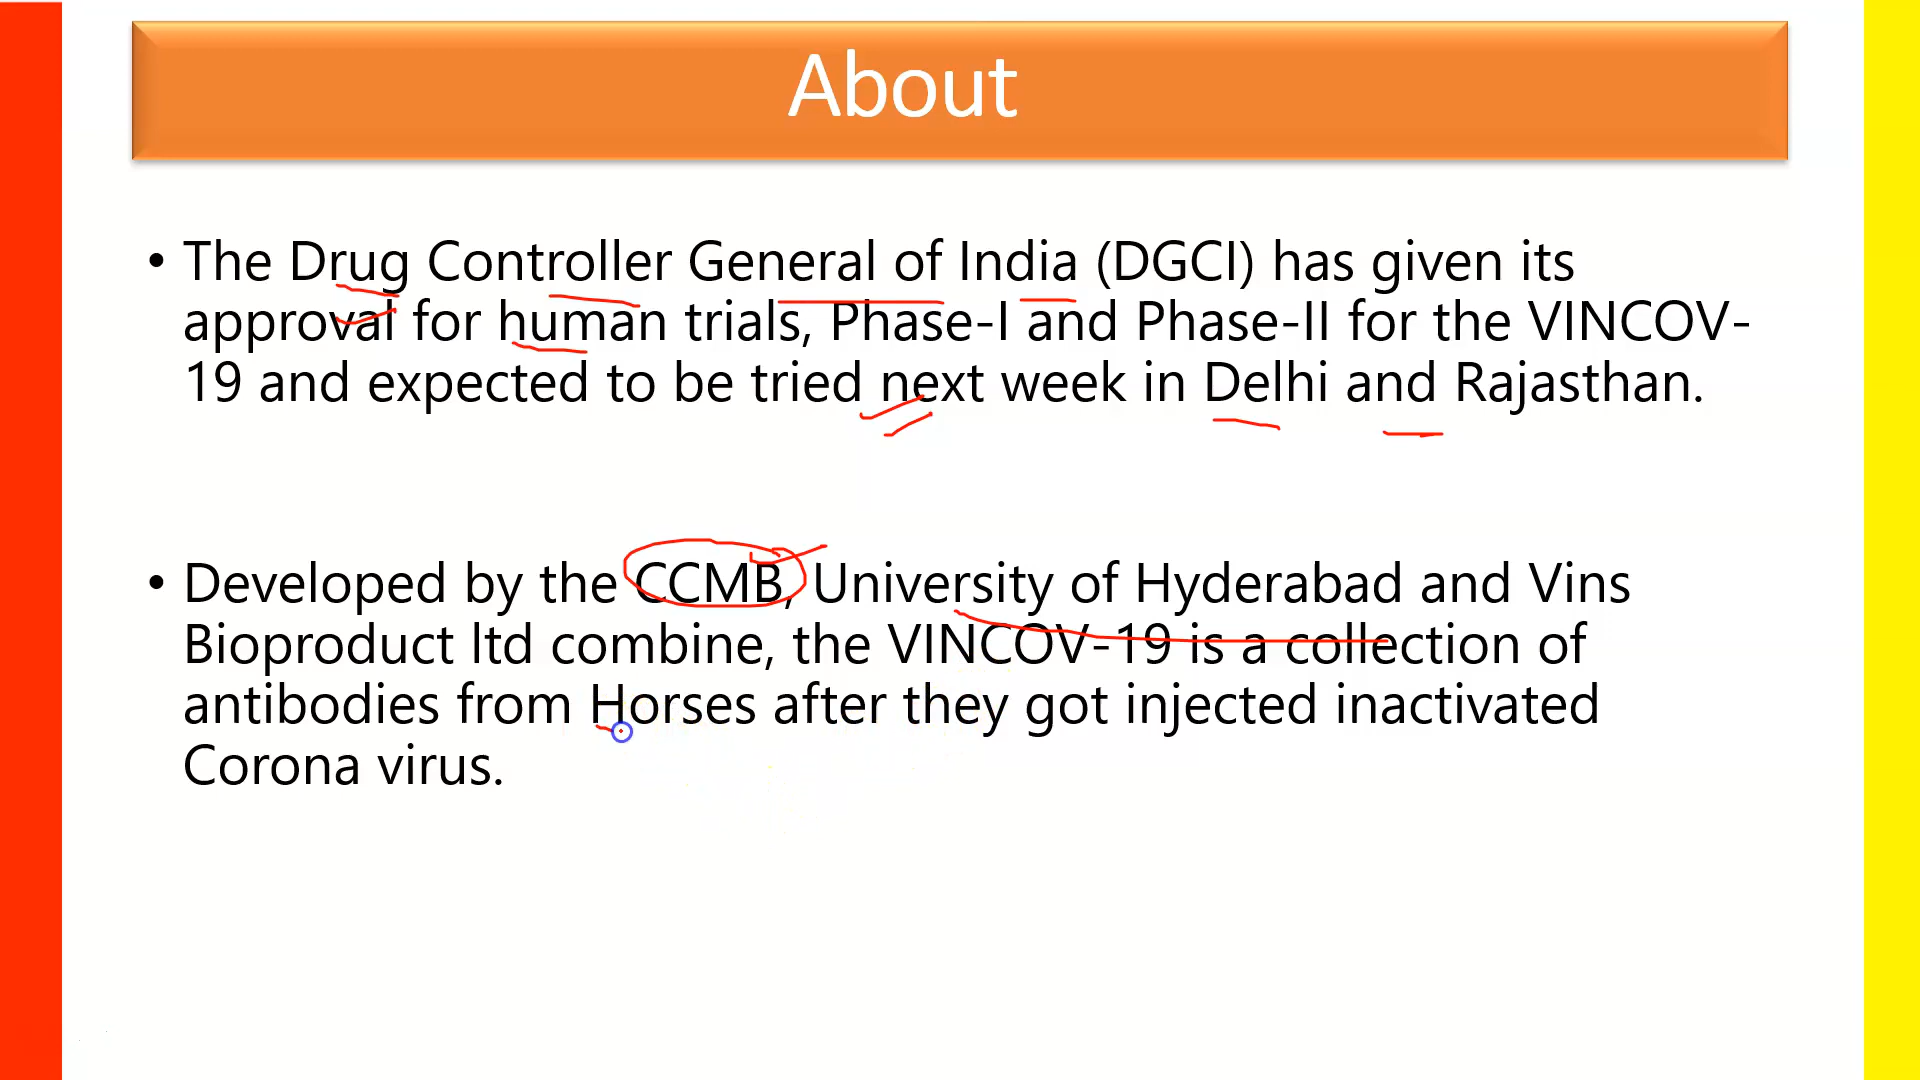 About
• The Drug Controller General of India (DGCI) has given its
approval for human trials, Phase-I and Phase-II for the VINCOV-
19 and expected to be tried next week in Delhi and Rajasthan.
• Developed by the CCMB, University of Hyderabad and Vins
Bioproduct ltd combine, the VINCOV-19 is a collection of
antibodies from Horses after they got injected inactivated
Corona virus.